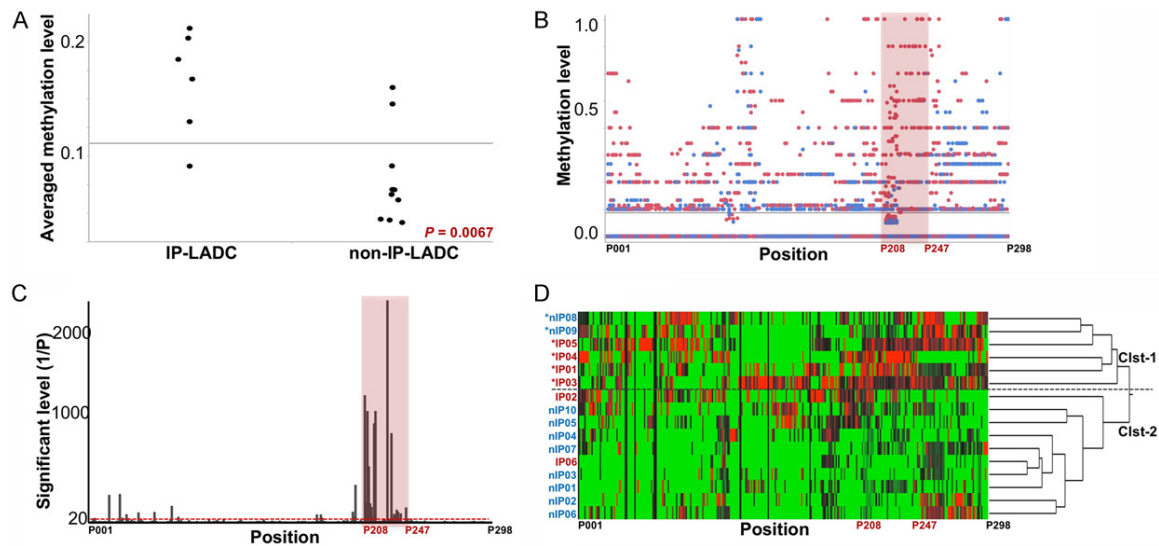 A
Averaged methylation level
0.2
0.1
P = 0.0067
IP-LADC
non-IP-LADC
B
Methylation level
1.0
0.5
0.0
P001
Position
P208
P247
P298
C
Significant level (1/P)
2000
1000
20
P001
Position
P208
P247
P298
D
*nIP08
*nIP09
*IP05
*IP04
*IP01
*IP03
IP02
nIP10
nIP05
nIP04
nIP07
IP06
nIP03
nIP01
nIP02
nIP06
Clst-1
Clst-2
P001
Position
P208
P247
P298